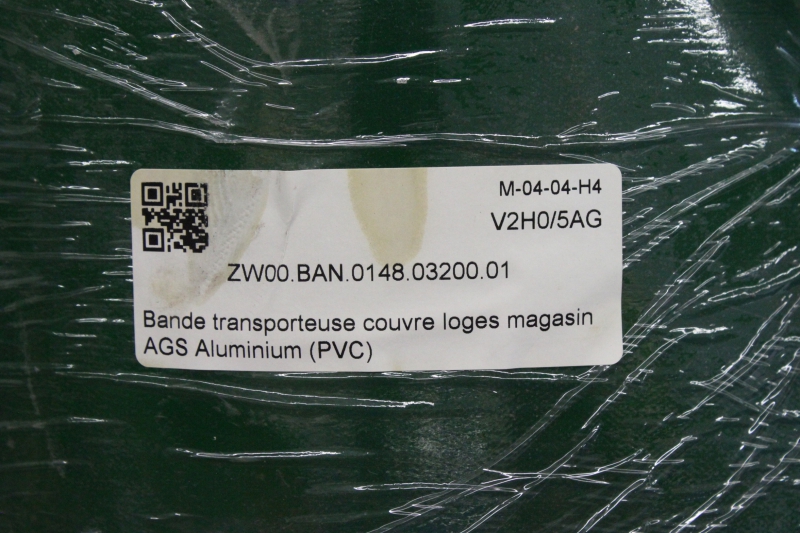 M-04-04-H4
V2H0/5AG
ZW00.BAN.0148.03200.01
Bande transporteuse couvre loges magasin
AGS Aluminium (PVC)